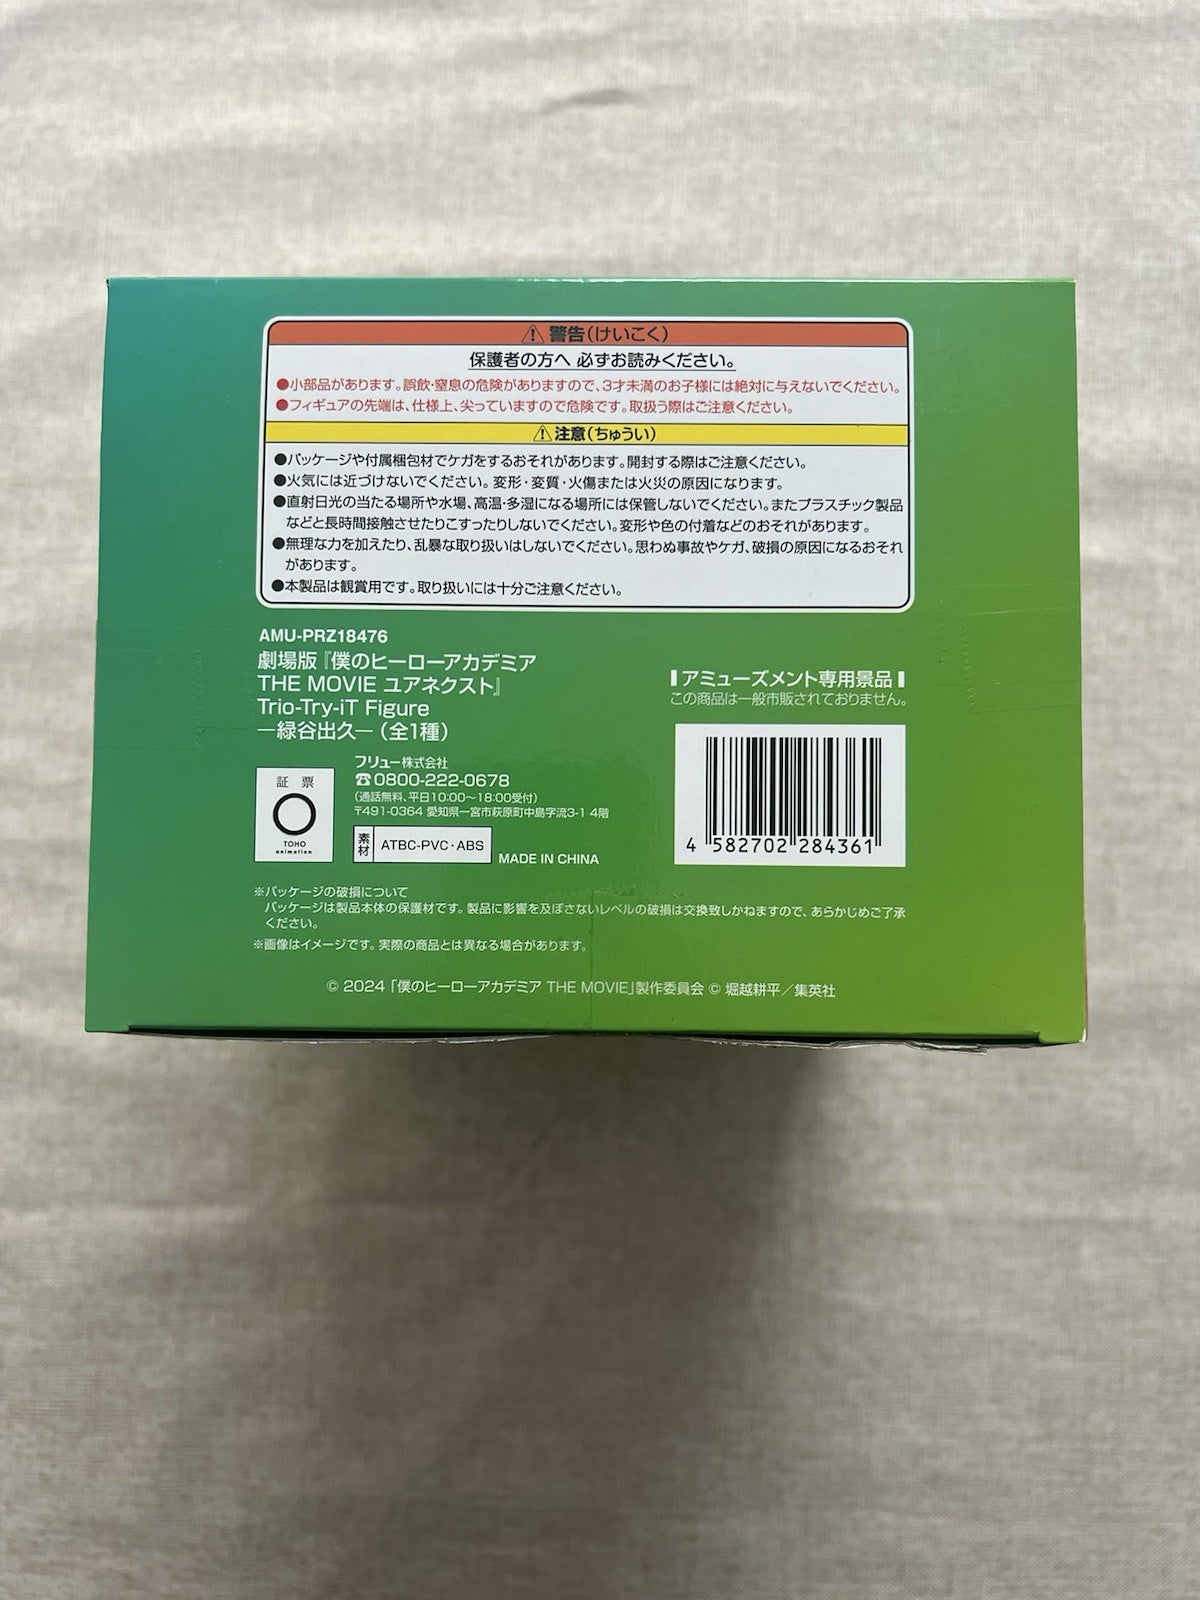 ⚠警告(けいこく)
保護者の方へ 必ずお読みください。
●小部品があります。誤飲・窒息の危険がありますので、3才未満のお子様には絶対に与えないでください。
●フィギュアの先端は、仕様上、尖っていますので危険です。取扱う際はご注意ください。
⚠注意(ちゅうい)
●パッケージや付属梱包材でケガをするおそれがあります。開封する際はご注意ください。
●火気には近づけないでください。変形・変質・火傷または火災の原因になります。
●直射日光の当たる場所や水場、高温・多湿になる場所には保管しないでください。またプラスチック製品
などと長時間接触させたりこすったりしないでください。変形や色の付着などのおそれがあります。
●無理な力を加えたり、乱暴な取り扱いはしないでください。思わぬ事故やケガ、破損の原因になるおそれ
があります。
●本製品は観賞用です。取り扱いには十分ご注意ください。
AMU-PRZ18476
劇場版『僕のヒーローアカデミア
THE MOVIE ユアネクスト』
Trio-Try-iT Figure
―緑谷出久―(全1種)
アミューズメント専用景品
この商品は一般市販されておりません。
証 票
TOHO
animation
フリュー株式会社
☎0800-222-0678
(通話無料、平日10:00〜18:00受付)
〒491-0364 愛知県一宮市萩原町中島字流3-1 4階
素材 ATBC-PVC・ABS
MADE IN CHINA
4 582702 284361
※パッケージの破損について
パッケージは製品本体の保護材です。製品に影響を及ぼさないレベルの破損は交換致しかねますので、あらかじめご了承
ください。
※画像はイメージです。実際の商品とは異なる場合があります。
© 2024「僕のヒーローアカデミア THE MOVIE」製作委員会 © 堀越耕平／集英社